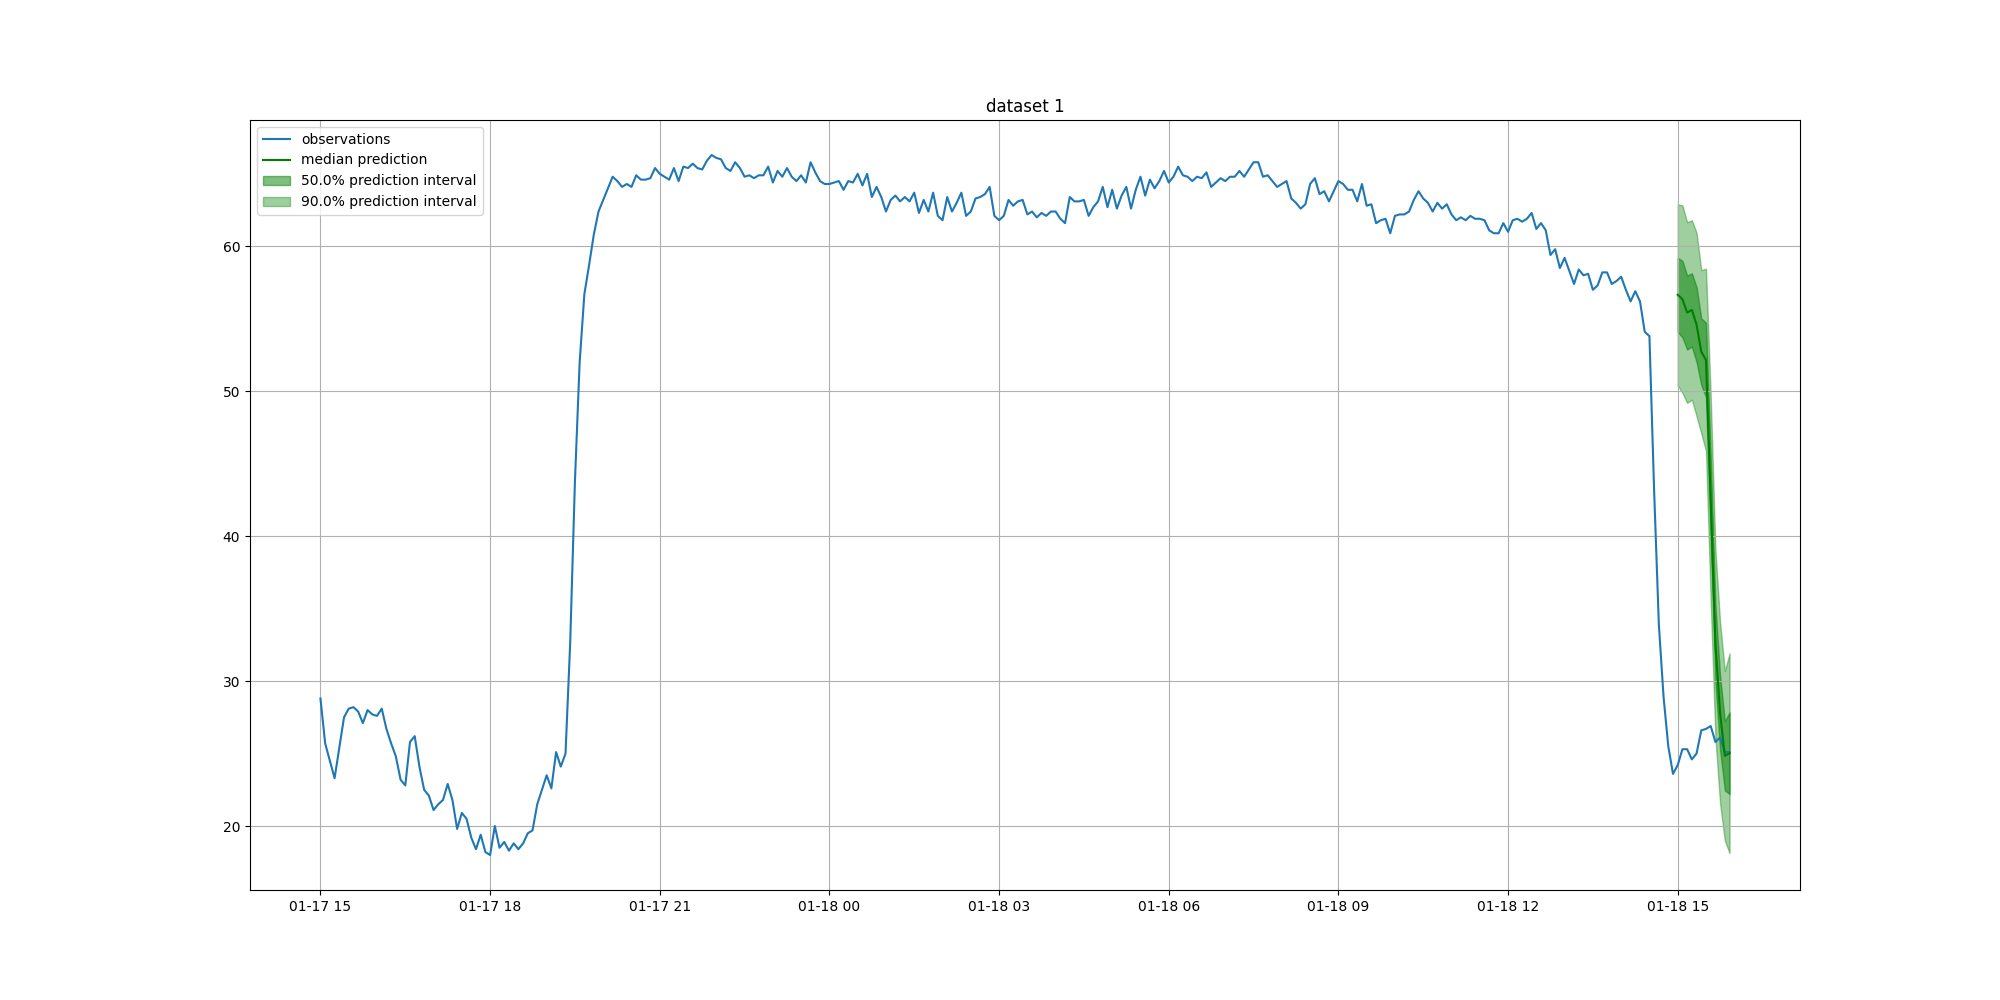 dataset 1
observations
median prediction
50.0% prediction interval
90.0% prediction interval
60
50
40
30
20
01-17 15
01-17 18
01-17 21
01-18 00
01-18 03
01-18 06
01-18 09
01-18 12
01-18 15